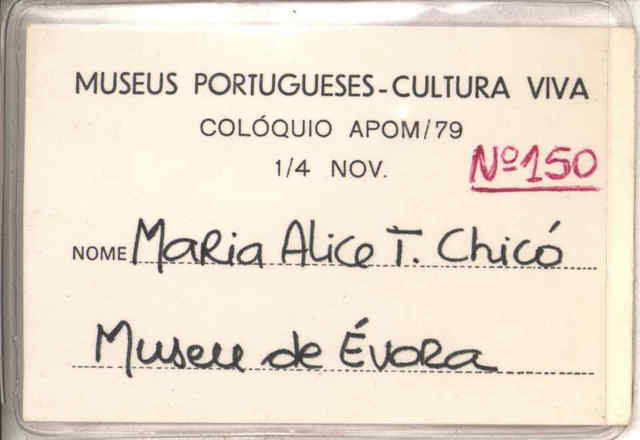 MUSEUS PORTUGUESES-CULTURA VIVA
COLÓQUIO APOM/79
1/4 NOV.
Nº150
NOME Maria Alice T. Chicó
Museu de Évora